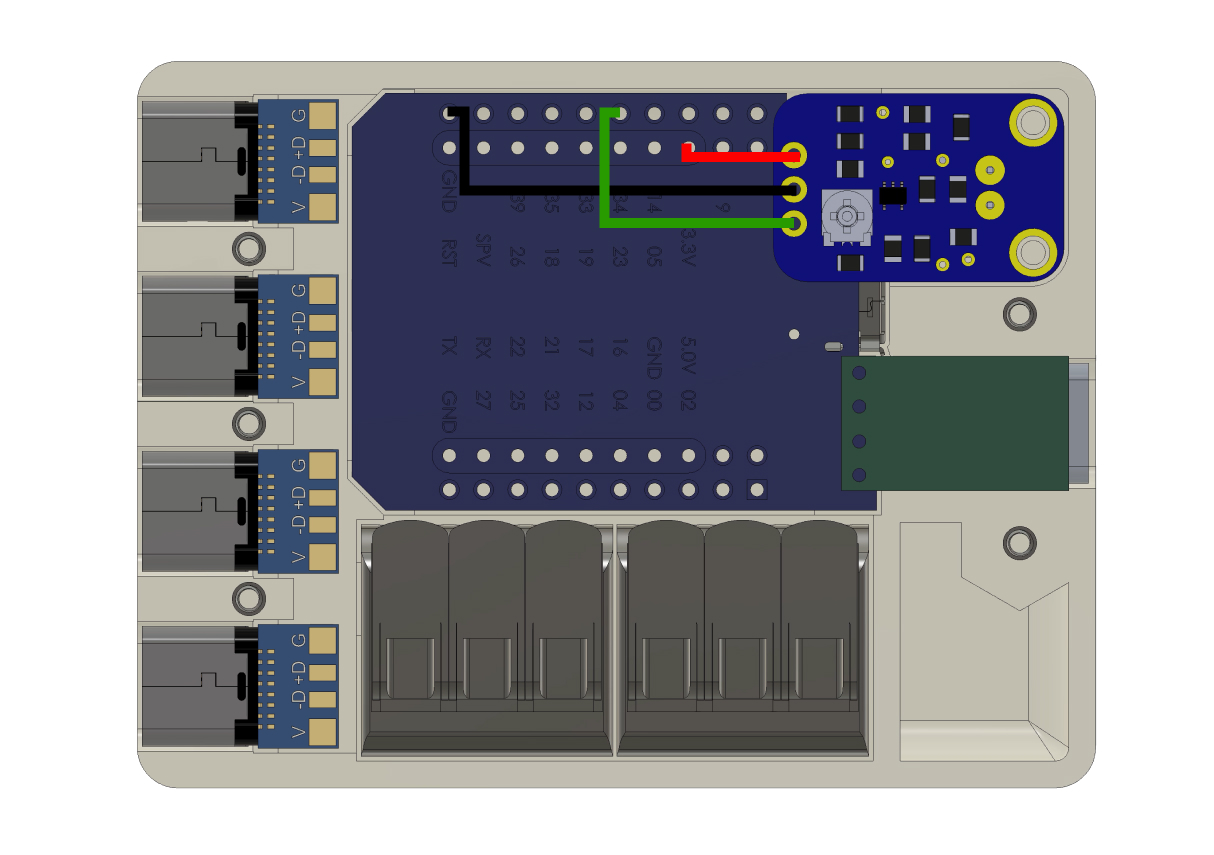 V -D +D G
V -D +D G
V -D +D G
V -D +D G
GND 39 35 33 34 14 9
RST SPV 26 18 19 23 05 3.3V
TX RX 22 21 17 16 GND 5.0V
GND 27 25 32 12 04 00 02